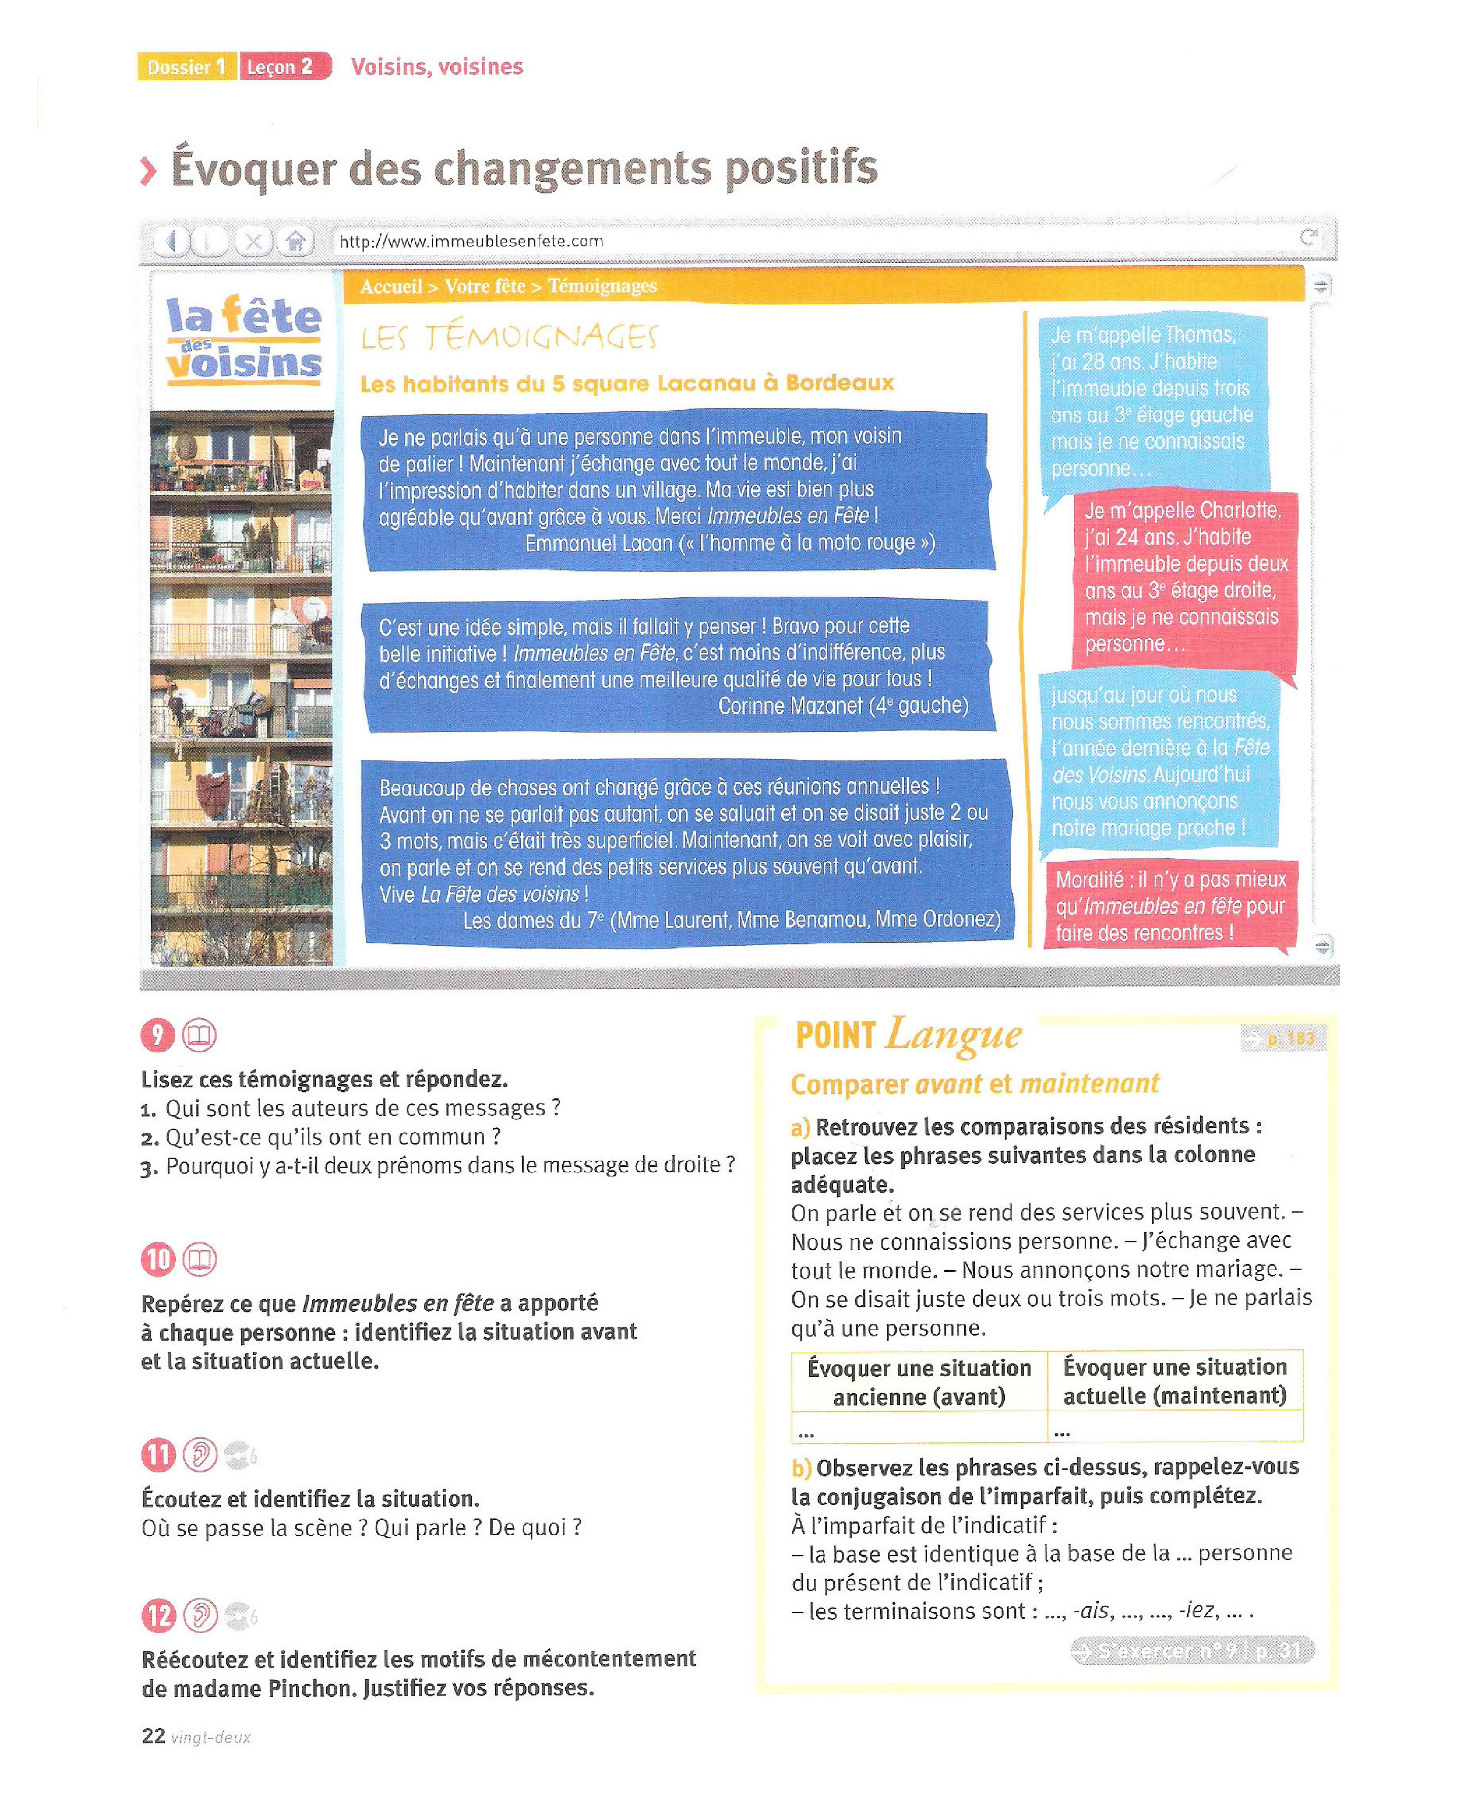 Dossier 1 Leçon 2 Voisins, voisines
› Évoquer des changements positifs
http://www.immeublesenfete.com
la fête
des
voisins
Accueil > Votre fête > Témoignages
LES TÉMOIGNAGES
Les habitants du 5 square Lacanau à Bordeaux
Je ne parlais qu'à une personne dans l'immeuble, mon voisin
de palier ! Maintenant j'échange avec tout le monde, j'ai
l'impression d'habiter dans un village. Ma vie est bien plus
agréable qu'avant grâce à vous. Merci Immeubles en Fête !
Emmanuel Lacan (« l'homme à la moto rouge »)
C'est une idée simple, mais il fallait y penser ! Bravo pour cette
belle initiative ! Immeubles en Fête, c'est moins d'indifférence, plus
d'échanges et finalement une meilleure qualité de vie pour tous !
Corinne Mazanet (4e gauche)
Beaucoup de choses ont changé grâce à ces réunions annuelles !
Avant on ne se parlait pas autant, on se saluait et on se disait juste 2 ou
3 mots, mais c'était très superficiel. Maintenant, on se voit avec plaisir,
on parle et on se rend des petits services plus souvent qu'avant.
Vive La Fête des voisins !
Les dames du 7e (Mme Laurent, Mme Benamou, Mme Ordonez)
Je m'appelle Thomas,
j'ai 28 ans. J'habite
l'immeuble depuis trois
ans au 3e étage gauche
mais je ne connaissais
personne...
Je m'appelle Charlotte,
j'ai 24 ans. J'habite
l'immeuble depuis deux
ans au 3e étage droite,
mais je ne connaissais
personne...
jusqu'au jour où nous
nous sommes rencontrés,
l'année dernière à la Fête
des Voisins. Aujourd'hui
nous vous annonçons
notre mariage proche !
Moralité : il n'y a pas mieux
qu'Immeubles en fête pour
faire des rencontres !
9
Lisez ces témoignages et répondez.
1. Qui sont les auteurs de ces messages ?
2. Qu'est-ce qu'ils ont en commun ?
3. Pourquoi y a-t-il deux prénoms dans le message de droite ?
10
Repérez ce que Immeubles en fête a apporté
à chaque personne : identifiez la situation avant
et la situation actuelle.
11 6
Écoutez et identifiez la situation.
Où se passe la scène ? Qui parle ? De quoi ?
12 6
Réécoutez et identifiez les motifs de mécontentement
de madame Pinchon. Justifiez vos réponses.
22 vingt-deux
POINT Langue
→ p. 183
Comparer avant et maintenant
a) Retrouvez les comparaisons des résidents :
placez les phrases suivantes dans la colonne
adéquate.
On parle et on se rend des services plus souvent. –
Nous ne connaissions personne. – J'échange avec
tout le monde. – Nous annonçons notre mariage. –
On se disait juste deux ou trois mots. – Je ne parlais
qu'à une personne.
Évoquer une situation
ancienne (avant)
Évoquer une situation
actuelle (maintenant)
...
...
b) Observez les phrases ci-dessus, rappelez-vous
la conjugaison de l'imparfait, puis complétez.
À l'imparfait de l'indicatif :
– la base est identique à la base de la ... personne
du présent de l'indicatif ;
– les terminaisons sont : ..., -ais, ..., ..., -iez, ... .
→ S'exercer n° 9 | p. 31